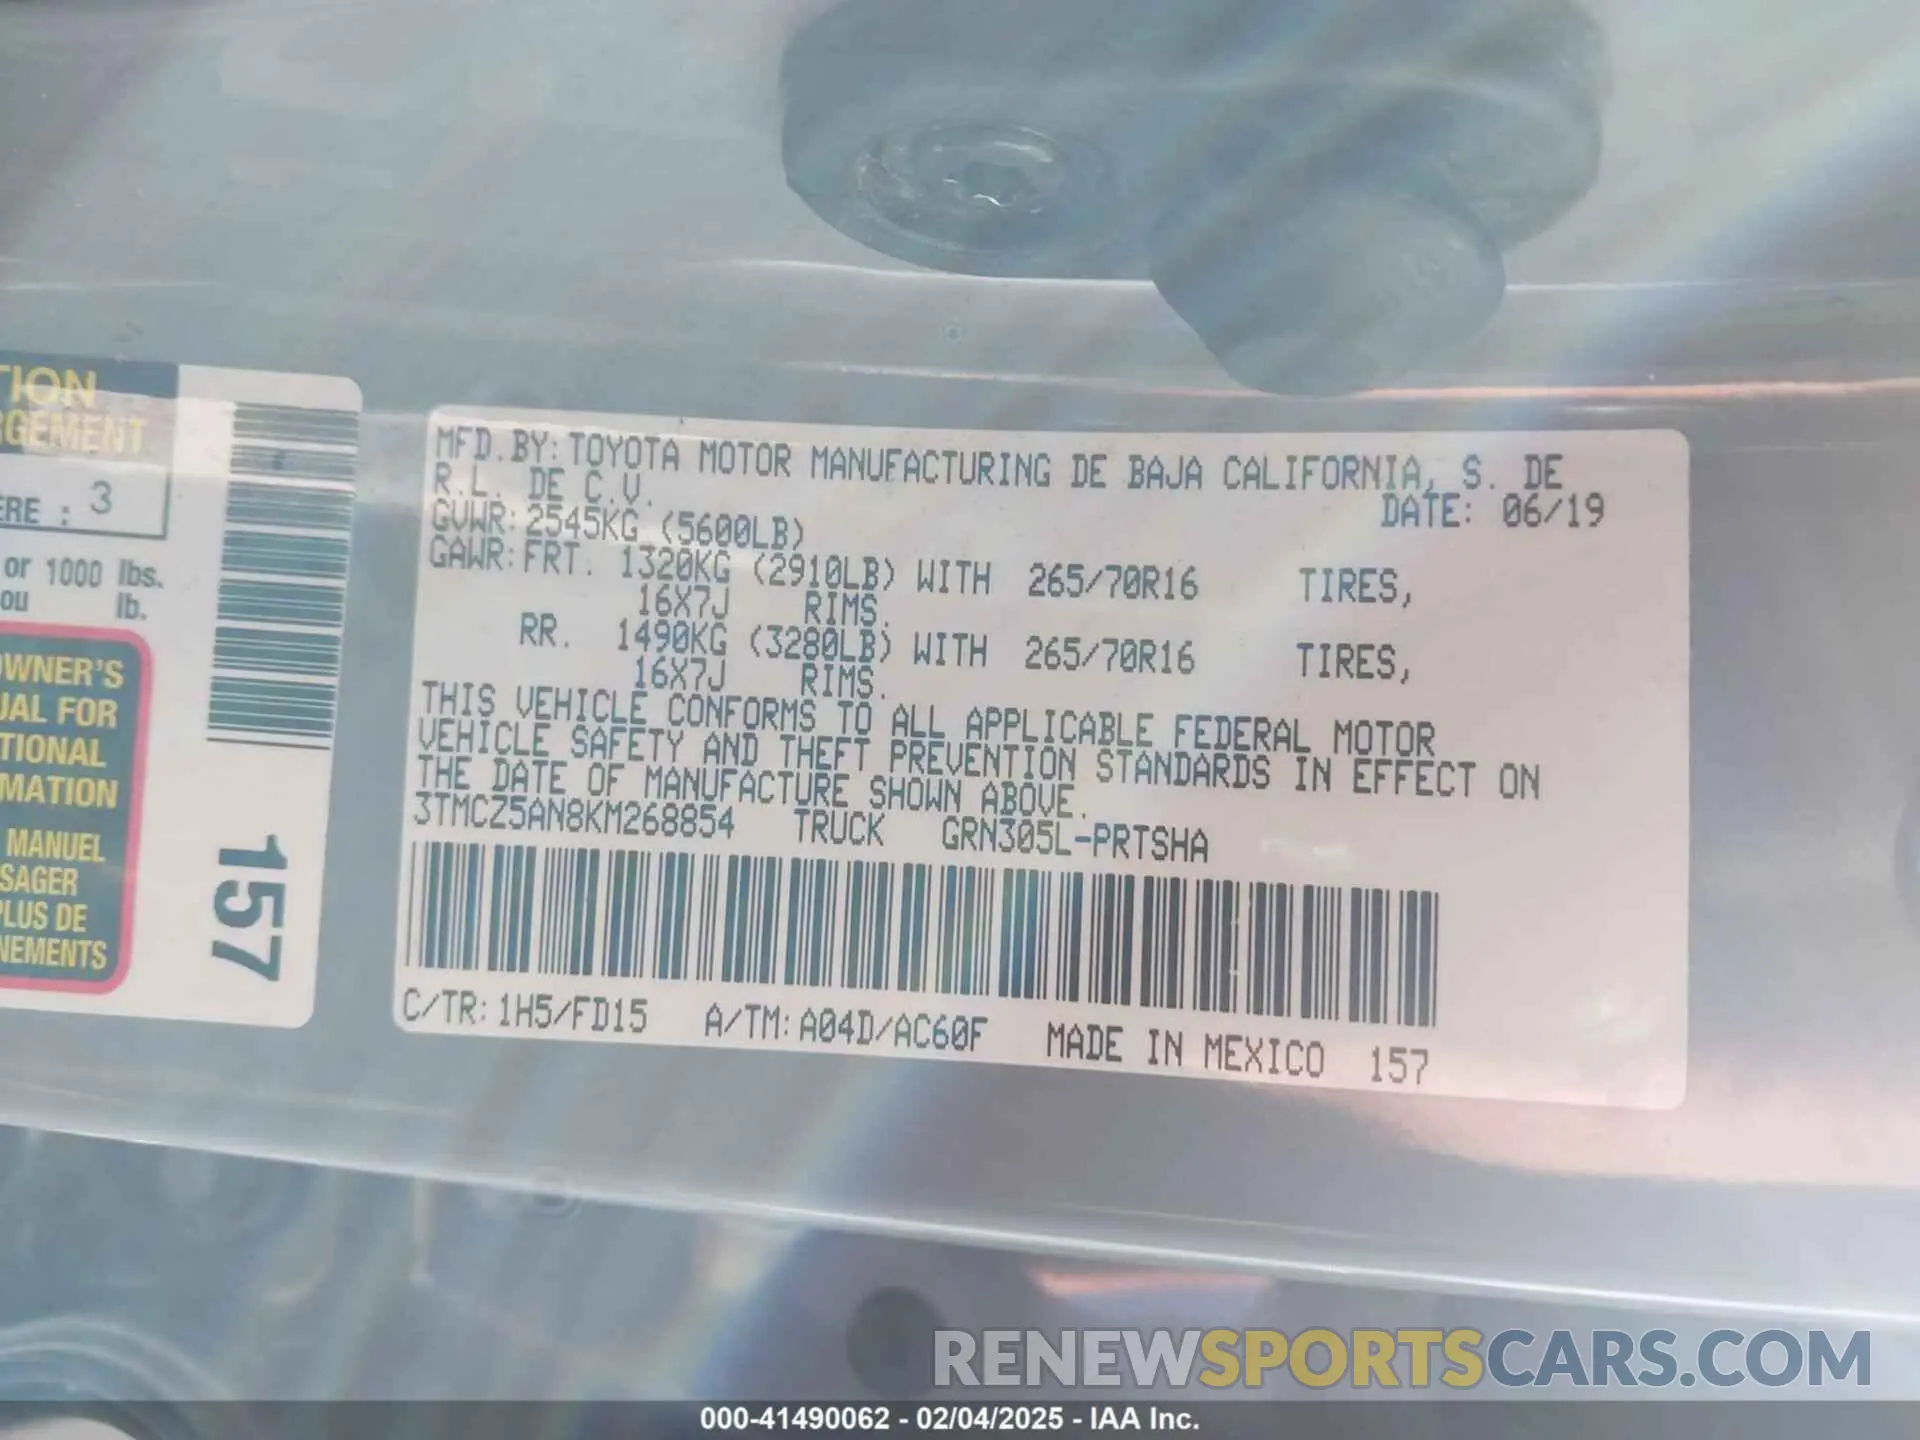 TION
RGEMENT
ERE : 3
or 1000 lbs.
ou lb.
OWNER'S
UAL FOR
TIONAL
MATION
MANUEL
SAGER
PLUS DE
NEMENTS
157
MFD.BY: TOYOTA MOTOR MANUFACTURING DE BAJA CALIFORNIA, S. DE
R.L. DE C.V.
DATE: 06/19
GVWR: 2545KG (5600LB)
GAWR: FRT. 1320KG (2910LB) WITH 265/70R16 TIRES,
16X7J RIMS.
RR. 1490KG (3280LB) WITH 265/70R16 TIRES,
16X7J RIMS.
THIS VEHICLE CONFORMS TO ALL APPLICABLE FEDERAL MOTOR
VEHICLE SAFETY AND THEFT PREVENTION STANDARDS IN EFFECT ON
THE DATE OF MANUFACTURE SHOWN ABOVE.
3TMCZ5AN8KM268854 TRUCK GRN305L-PRTSHA
C/TR: 1H5/FD15 A/TM: A04D/AC60F MADE IN MEXICO 157
RENEWSPORTSCARS.COM
000-41490062 - 02/04/2025 - IAA Inc.